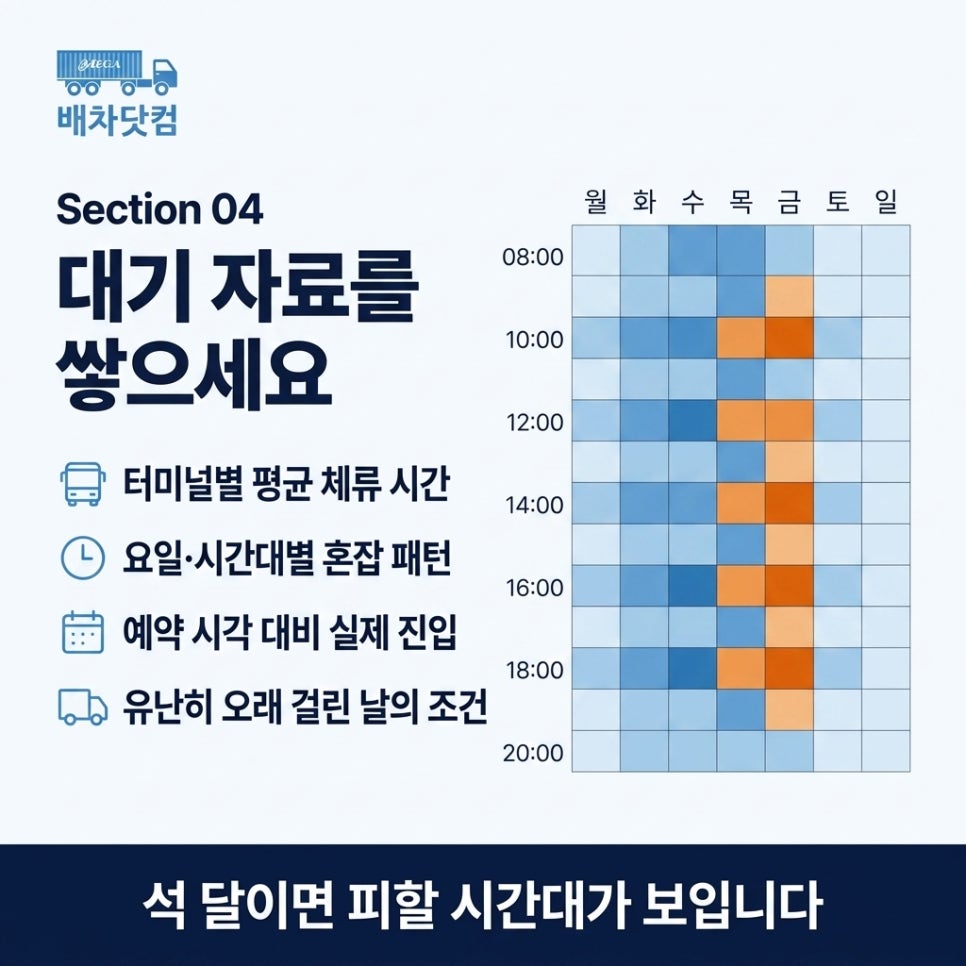 MEGA
배차닷컴
Section 04
대기 자료를
쌓으세요
터미널별 평균 체류 시간
요일·시간대별 혼잡 패턴
예약 시각 대비 실제 진입
유난히 오래 걸린 날의 조건
월 화 수 목 금 토 일
08:00
10:00
12:00
14:00
16:00
18:00
20:00
석 달이면 피할 시간대가 보입니다